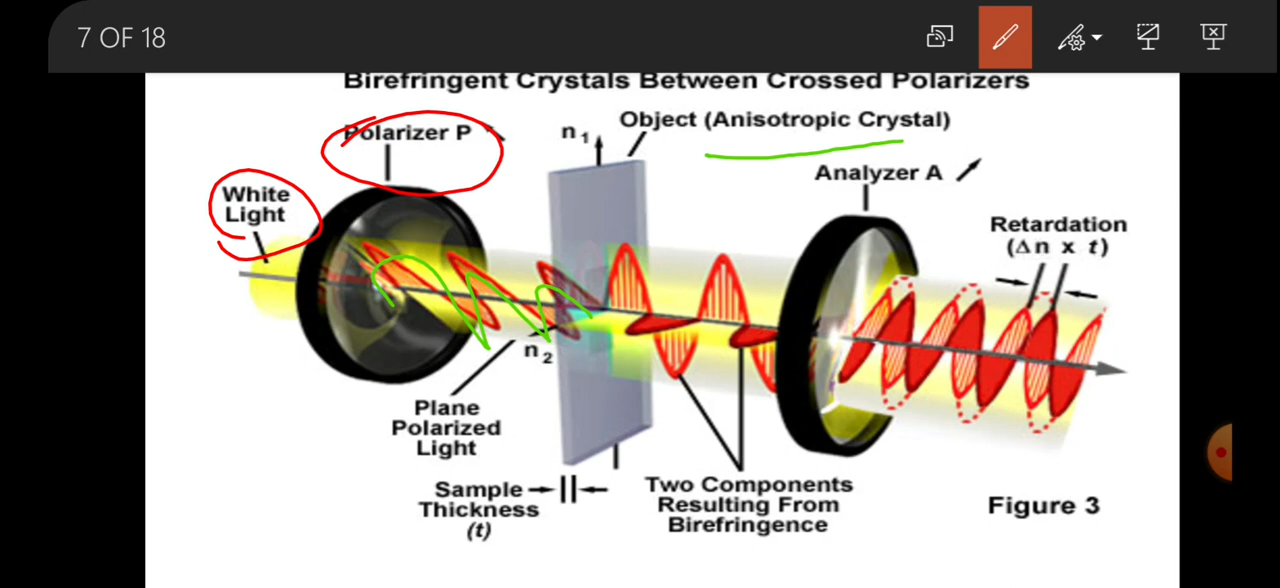 7 OF 18
Birefringent Crystals Between Crossed Polarizers
Polarizer P
n1
Object (Anisotropic Crystal)
Analyzer A
White
Light
Retardation
(Δn x t)
n2
Plane
Polarized
Light
Sample
Thickness
(t)
Two Components
Resulting From
Birefringence
Figure 3